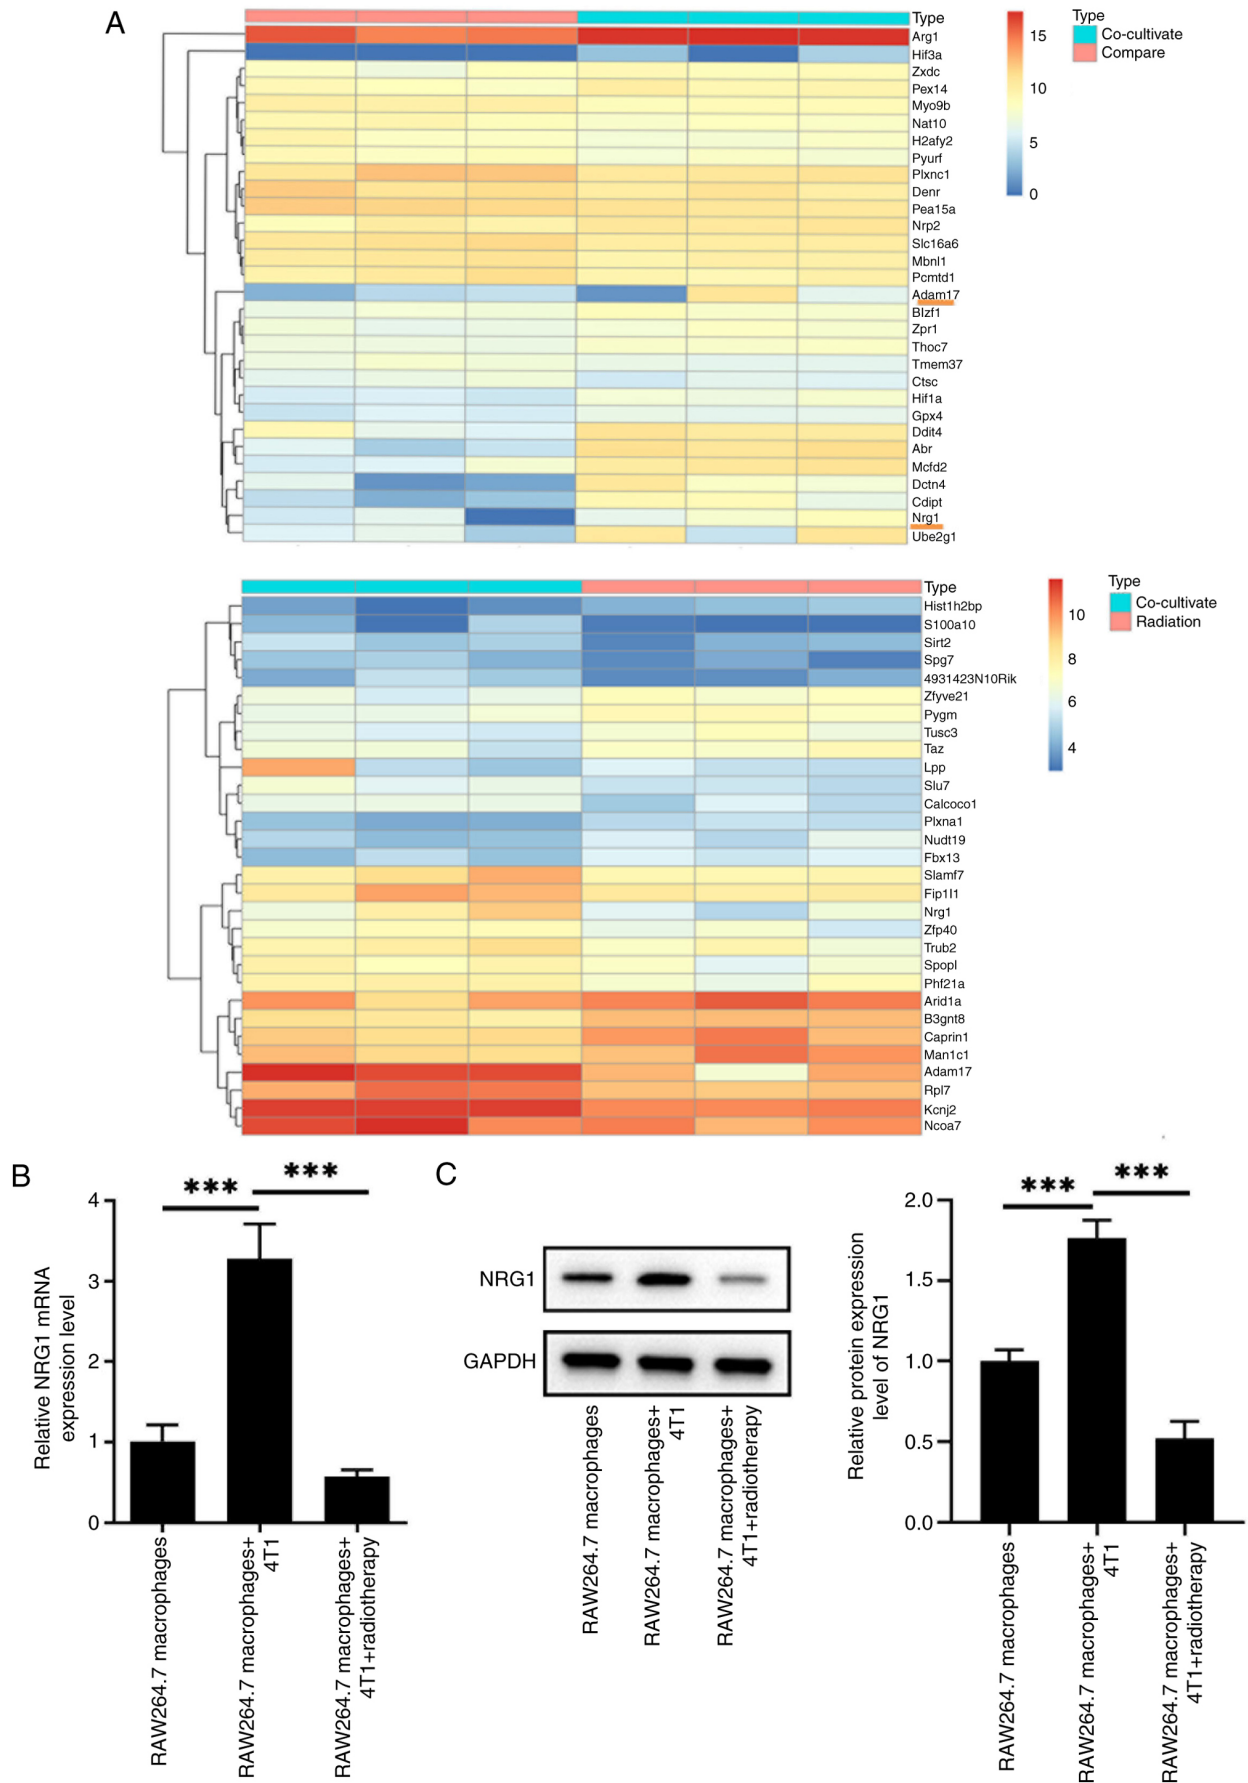 A
Type
Arg1
Hif3a
Zxdc
Pex14
Myo9b
Nat10
H2afy2
Pyurf
Plxnc1
Denr
Pea15a
Nrp2
Slc16a6
Mbnl1
Pcmtd1
Adam17
Blzf1
Zpr1
Thoc7
Tmem37
Ctsc
Hif1a
Gpx4
Ddit4
Abr
Mcfd2
Dctn4
Cdipt
Nrg1
Ube2g1
15
10
5
0
Type
Co-cultivate
Compare
Type
Hist1h2bp
S100a10
Sirt2
Spg7
4931423N10Rik
Zfyve21
Pygm
Tusc3
Taz
Lpp
Slu7
Calcoco1
Plxna1
Nudt19
Fbx13
Slamf7
Fip1l1
Nrg1
Zfp40
Trub2
Spopl
Phf21a
Arid1a
B3gnt8
Caprin1
Man1c1
Adam17
Rpl7
Kcnj2
Ncoa7
10
8
6
4
Type
Co-cultivate
Radiation
B
Relative NRG1 mRNA
expression level
4
3
2
1
0
***
***
RAW264.7 macrophages
RAW264.7 macrophages+
4T1
RAW264.7 macrophages+
4T1+radiotherapy
C
NRG1
GAPDH
RAW264.7 macrophages
RAW264.7 macrophages+
4T1
RAW264.7 macrophages+
4T1+radiotherapy
Relative protein expression
level of NRG1
2.0
1.5
1.0
0.5
0.0
***
***
RAW264.7 macrophages
RAW264.7 macrophages+
4T1
RAW264.7 macrophages+
4T1+radiotherapy